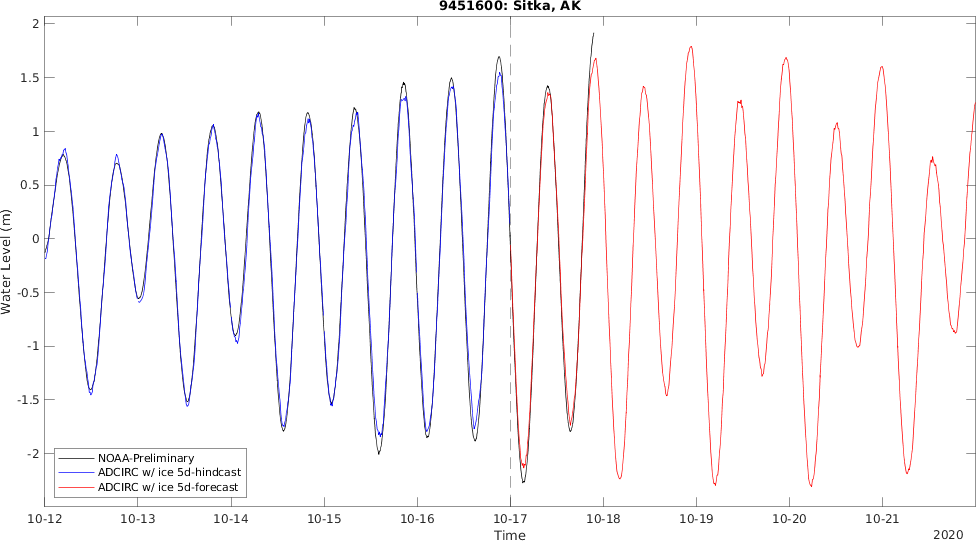 9451600: Sitka, AK
2
1.5
1
0.5
0
-0.5
-1
-1.5
-2
Water Level (m)
NOAA-Preliminary
ADCIRC w/ ice 5d-hindcast
ADCIRC w/ ice 5d-forecast
10-12 10-13 10-14 10-15 10-16 10-17 10-18 10-19 10-20 10-21
Time
2020